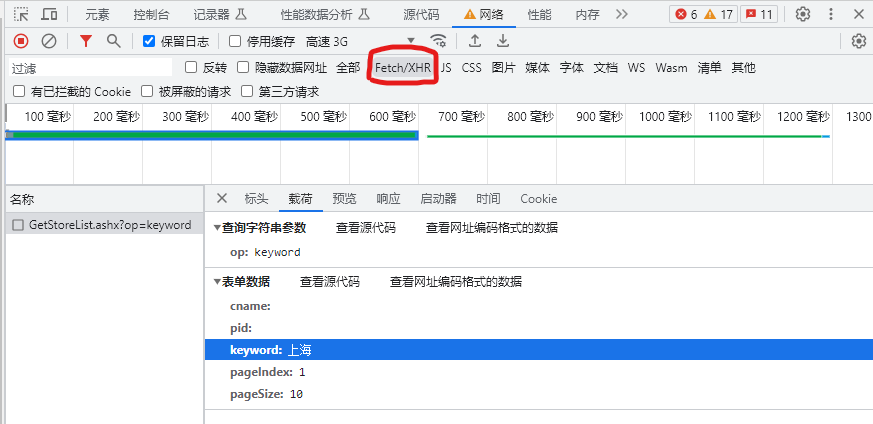 元素 控制台 记录器 性能数据分析 源代码 网络 性能 内存 6 17 11
保留日志 停用缓存 高速 3G
过滤 反转 隐藏数据网址 全部 Fetch/XHR JS CSS 图片 媒体 字体 文档 WS Wasm 清单 其他
有已拦截的 Cookie 被屏蔽的请求 第三方请求
100 毫秒 200 毫秒 300 毫秒 400 毫秒 500 毫秒 600 毫秒 700 毫秒 800 毫秒 900 毫秒 1000 毫秒 1100 毫秒 1200 毫秒 1300
名称
GetStoreList.ashx?op=keyword
标头 载荷 预览 响应 启动器 时间 Cookie
查询字符串参数 查看源代码 查看网址编码格式的数据
op: keyword
表单数据 查看源代码 查看网址编码格式的数据
cname:
pid:
keyword: 上海
pageIndex: 1
pageSize: 10